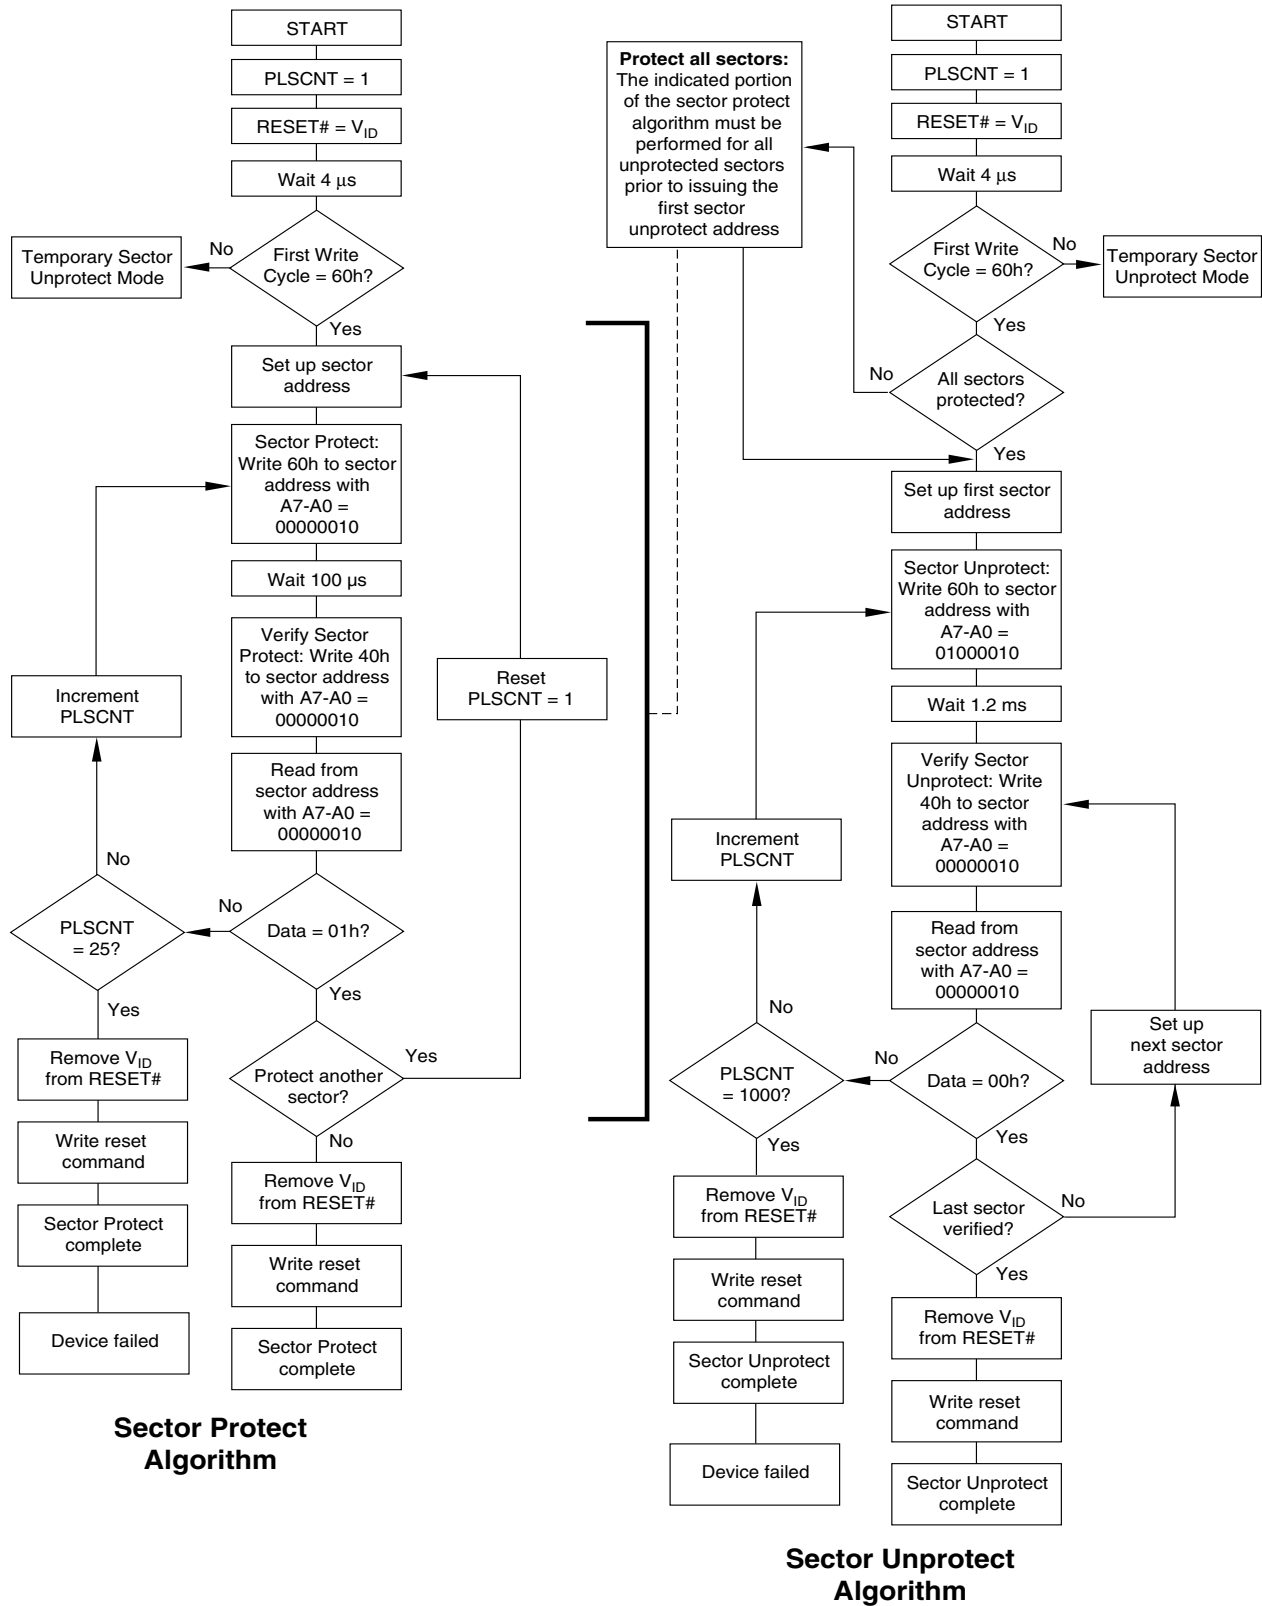 START
PLSCNT = 1
RESET# = VID
Wait 4 μs
First Write
Cycle = 60h?
No
Temporary Sector
Unprotect Mode
Yes
Set up sector
address
Sector Protect:
Write 60h to sector
address with
A7-A0 =
00000010
Wait 100 µs
Verify Sector
Protect: Write 40h
to sector address
with A7-A0 =
00000010
Read from
sector address
with A7-A0 =
00000010
Data = 01h?
No
PLSCNT
= 25?
No
Increment
PLSCNT
Yes
Remove VID
from RESET#
Write reset
command
Sector Protect
complete
Device failed
Yes
Protect another
sector?
Yes
Reset
PLSCNT = 1
No
Remove VID
from RESET#
Write reset
command
Sector Protect
complete
Sector Protect
Algorithm
Protect all sectors:
The indicated portion
of the sector protect
algorithm must be
performed for all
unprotected sectors
prior to issuing the
first sector
unprotect address
START
PLSCNT = 1
RESET# = VID
Wait 4 μs
First Write
Cycle = 60h?
No
Temporary Sector
Unprotect Mode
Yes
All sectors
protected?
No
Yes
Set up first sector
address
Sector Unprotect:
Write 60h to sector
address with
A7-A0 =
01000010
Wait 1.2 ms
Verify Sector
Unprotect: Write
40h to sector
address with
A7-A0 =
00000010
Read from
sector address
with A7-A0 =
00000010
Data = 00h?
No
PLSCNT
= 1000?
No
Increment
PLSCNT
Yes
Remove VID
from RESET#
Write reset
command
Sector Unprotect
complete
Device failed
Yes
Last sector
verified?
No
Set up
next sector
address
Yes
Remove VID
from RESET#
Write reset
command
Sector Unprotect
complete
Sector Unprotect
Algorithm